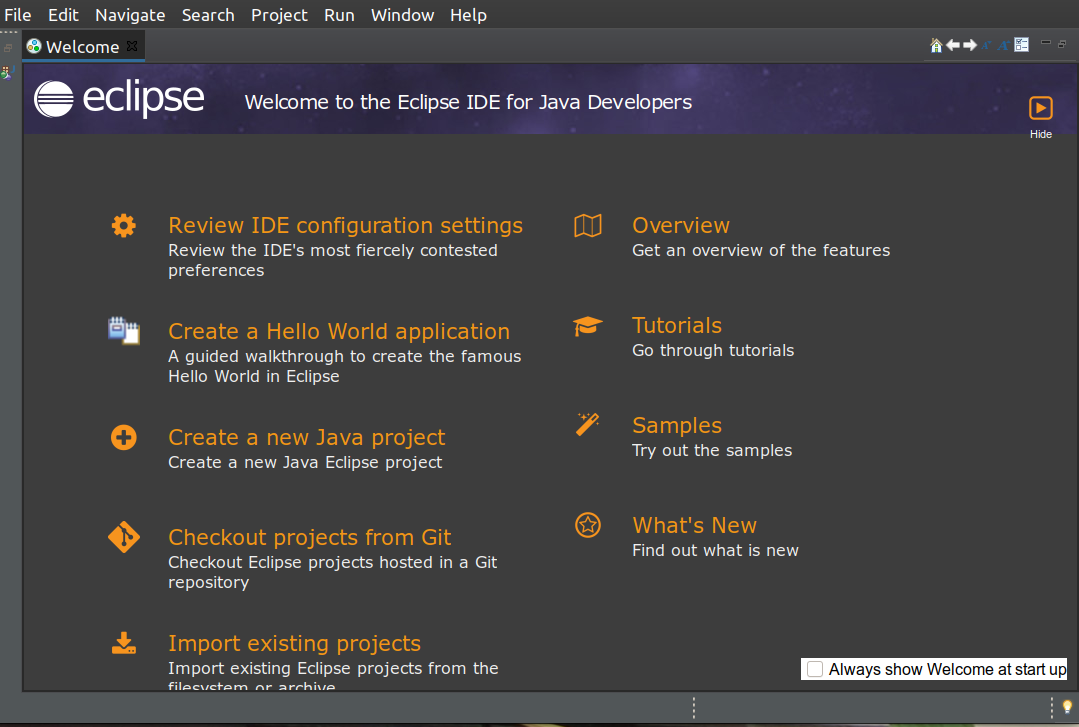 File Edit Navigate Search Project Run Window Help
Welcome
eclipse
Welcome to the Eclipse IDE for Java Developers
Hide
Review IDE configuration settings
Review the IDE's most fiercely contested
preferences
Create a Hello World application
A guided walkthrough to create the famous
Hello World in Eclipse
Create a new Java project
Create a new Java Eclipse project
Checkout projects from Git
Checkout Eclipse projects hosted in a Git
repository
Import existing projects
Import existing Eclipse projects from the
filesystem or archive
Overview
Get an overview of the features
Tutorials
Go through tutorials
Samples
Try out the samples
What's New
Find out what is new
Always show Welcome at start up